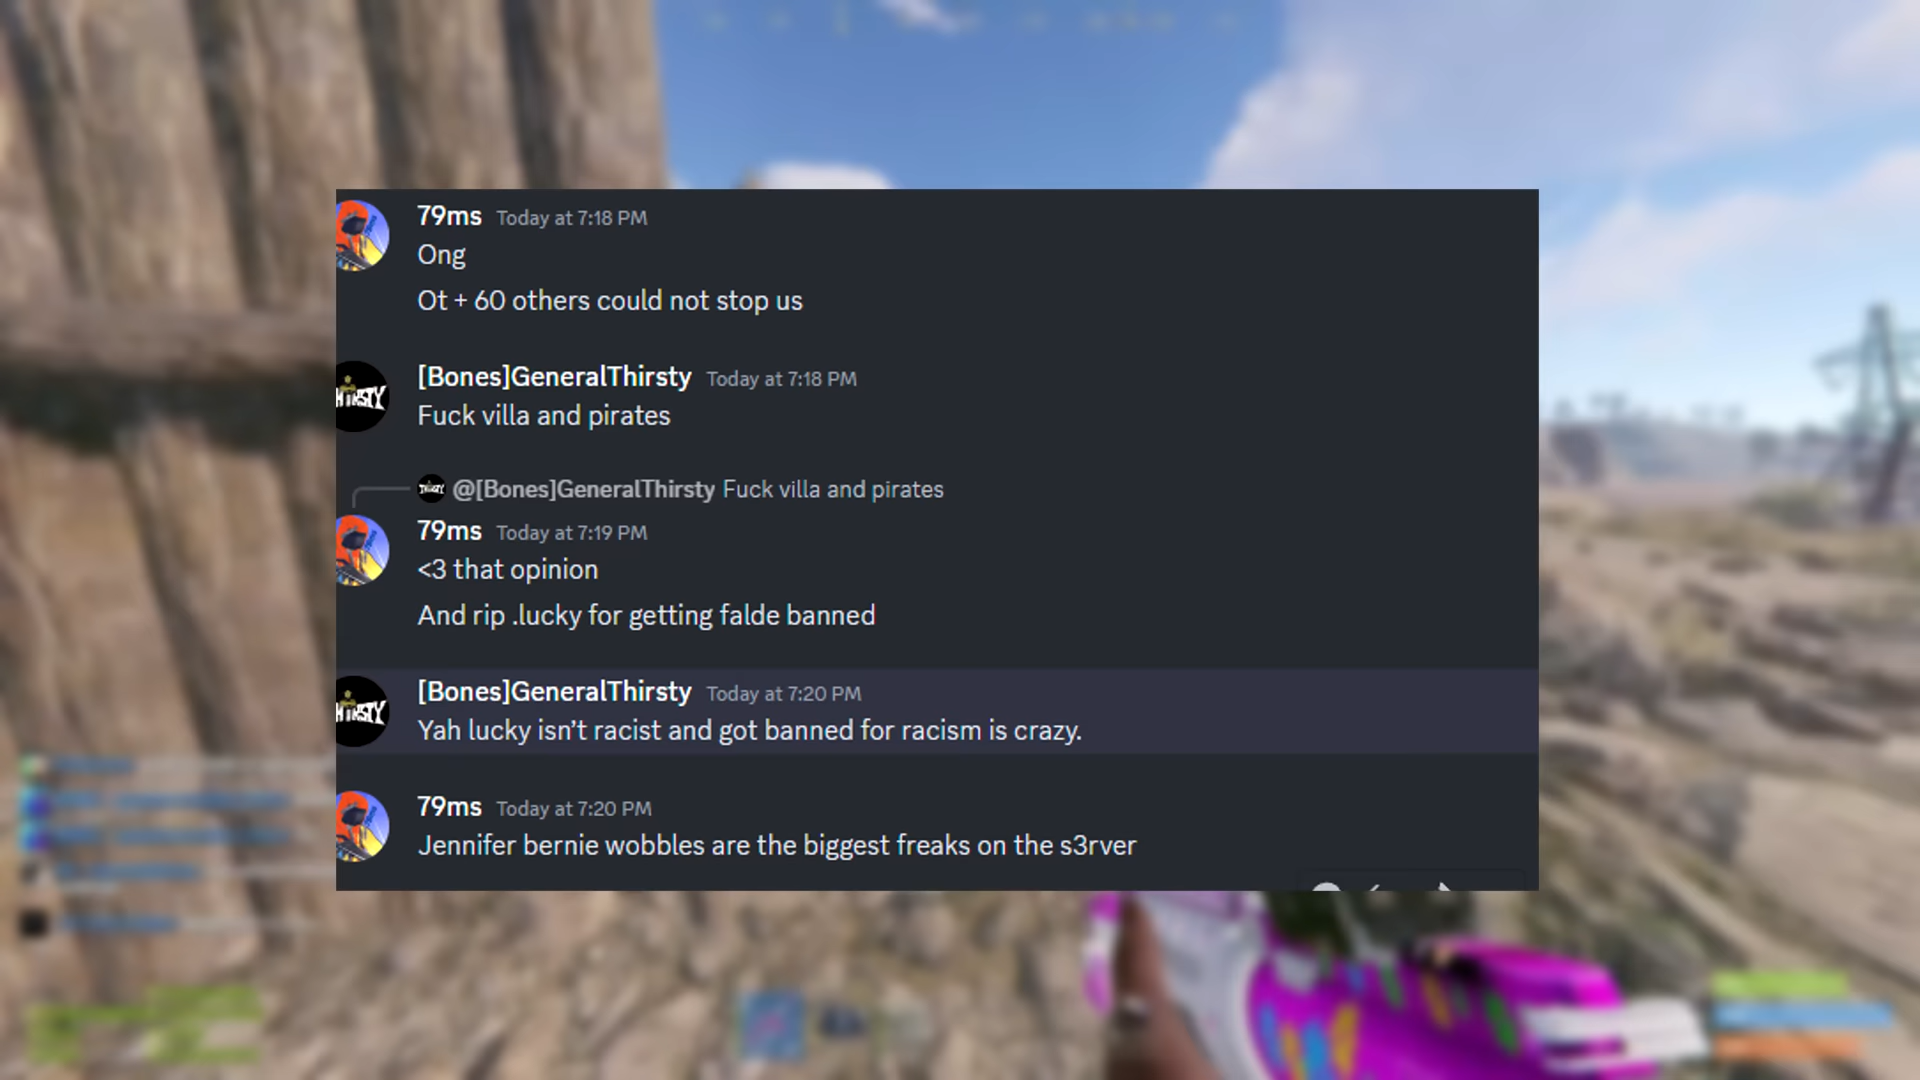 79ms Today at 7:18 PM
Ong
Ot + 60 others could not stop us
[Bones]GeneralThirsty Today at 7:18 PM
Fuck villa and pirates
@[Bones]GeneralThirsty Fuck villa and pirates
79ms Today at 7:19 PM
<3 that opinion
And rip .lucky for getting falde banned
[Bones]GeneralThirsty Today at 7:20 PM
Yah lucky isn't racist and got banned for racism is crazy.
79ms Today at 7:20 PM
Jennifer bernie wobbles are the biggest freaks on the s3rver